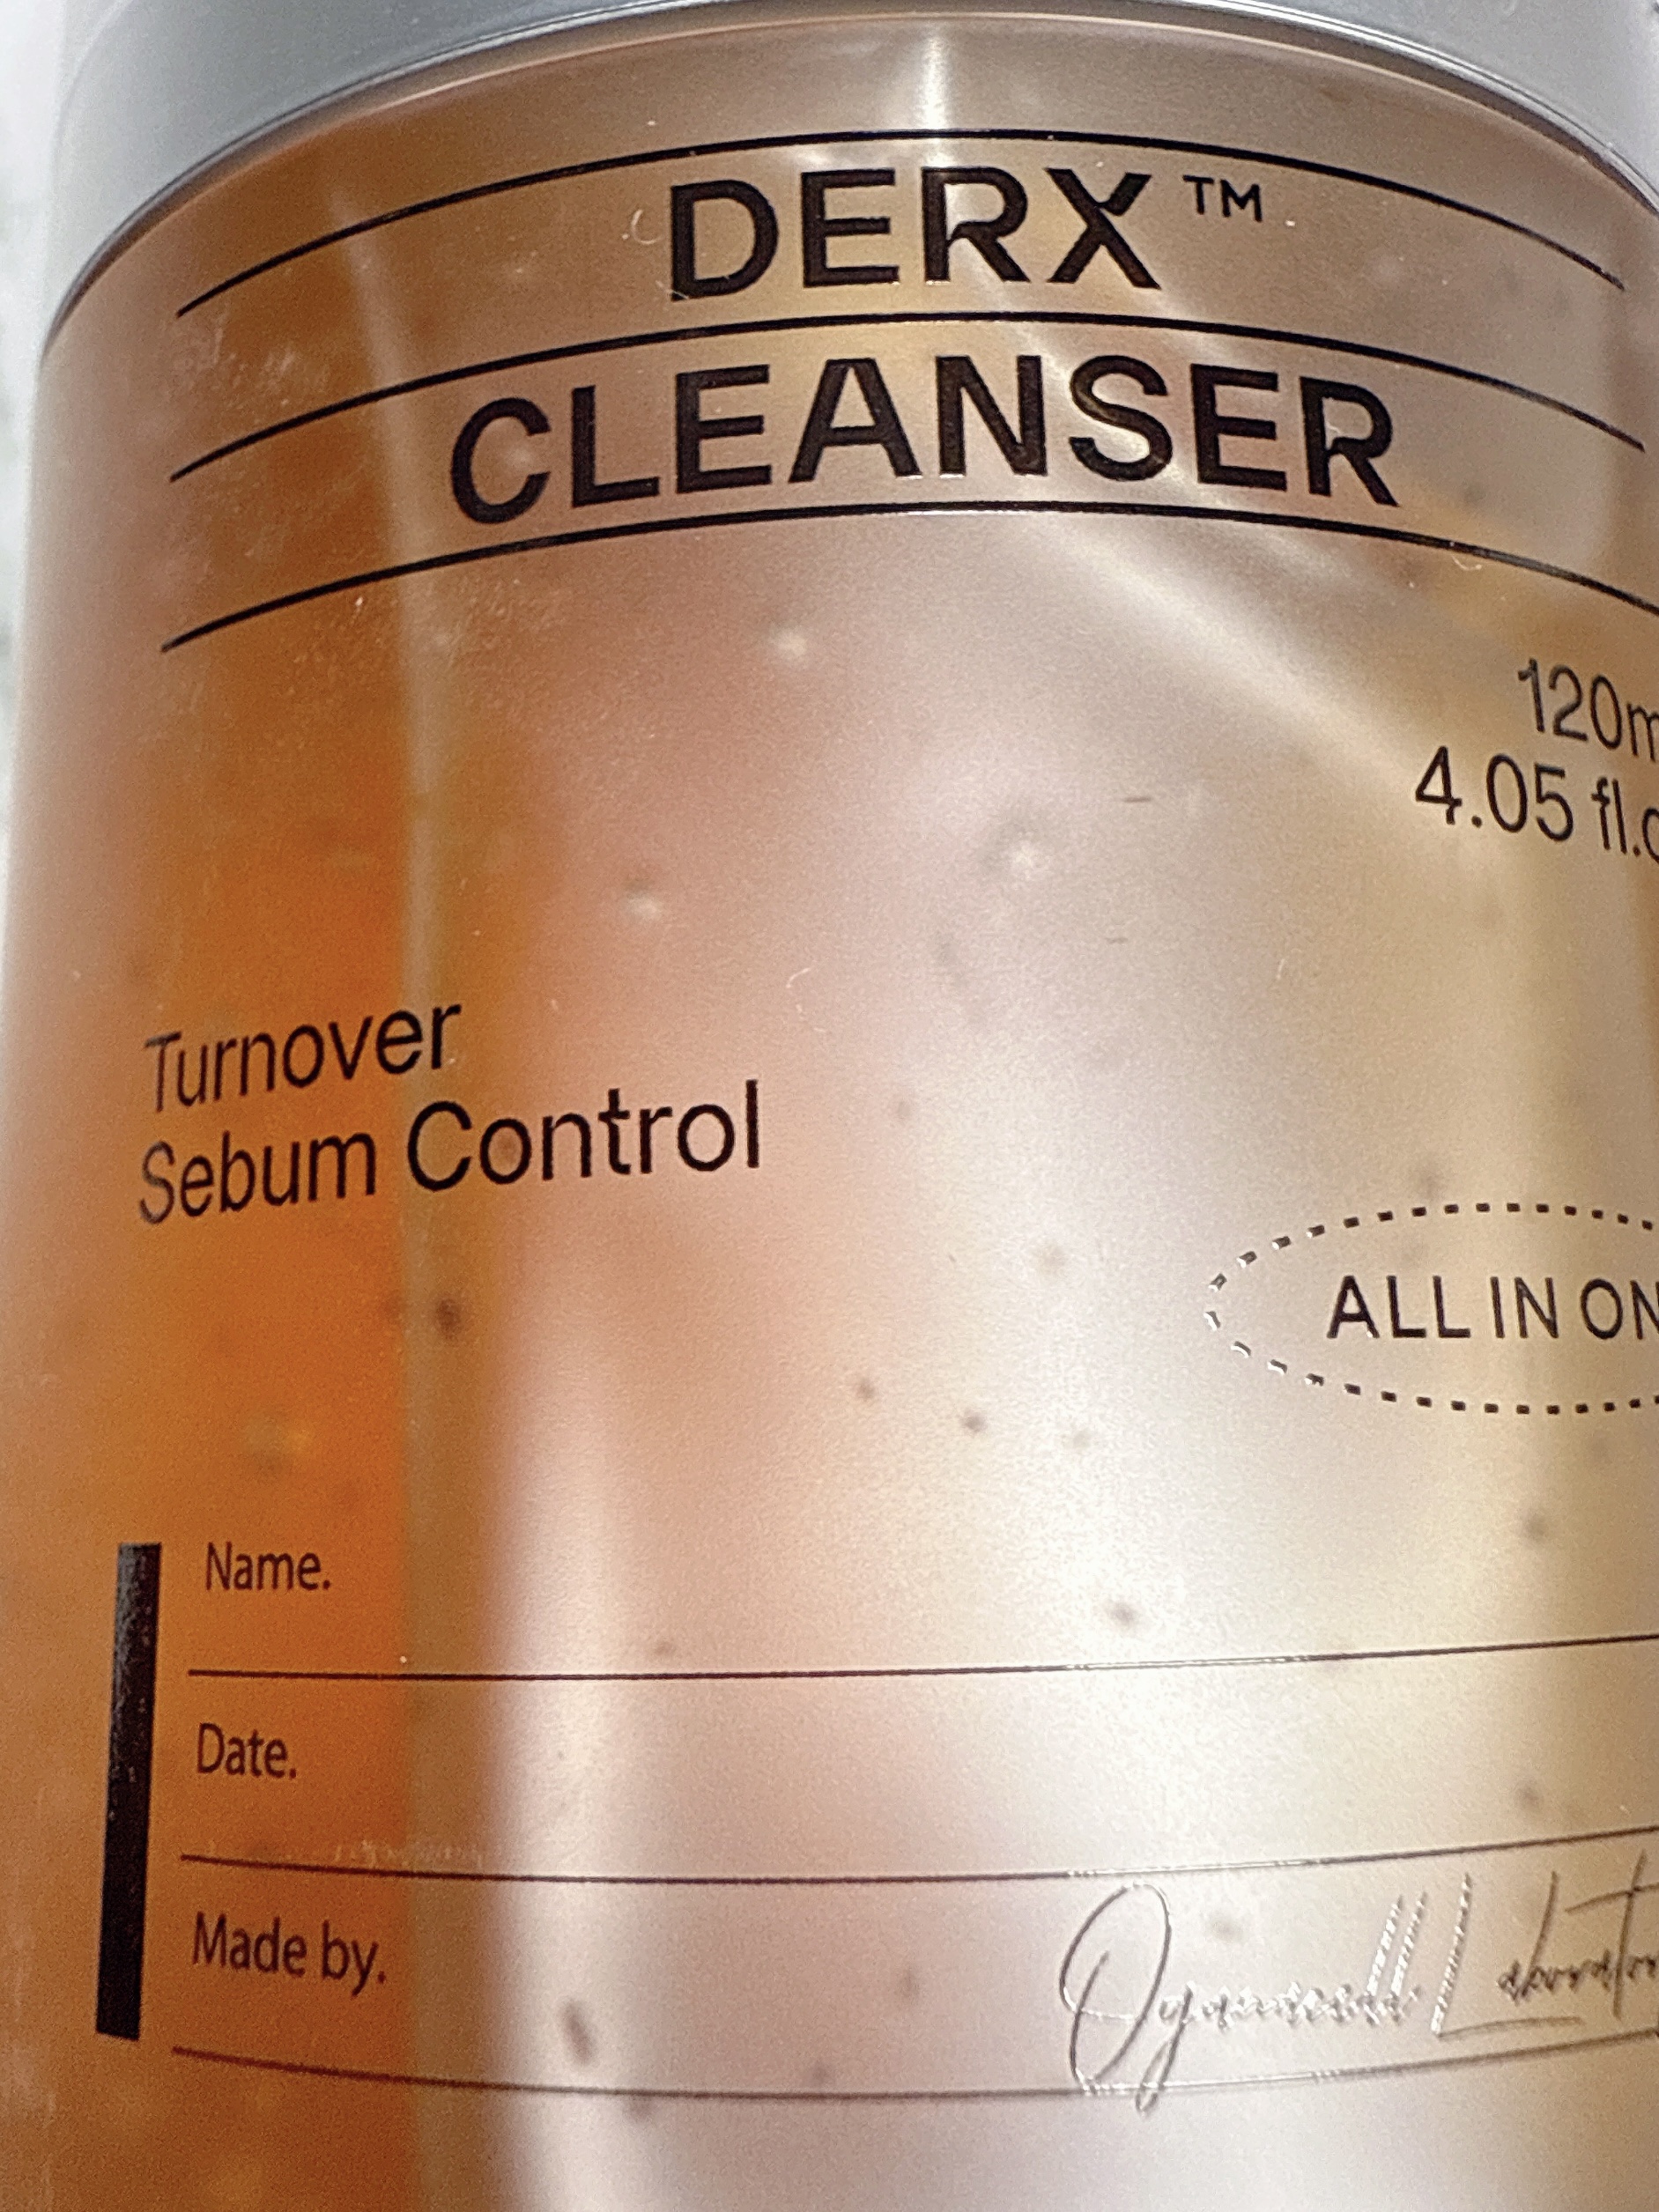 DERX™
CLEANSER
120m
4.05 fl.o
Turnover
Sebum Control
ALL IN ON
Name.
Date.
Made by.